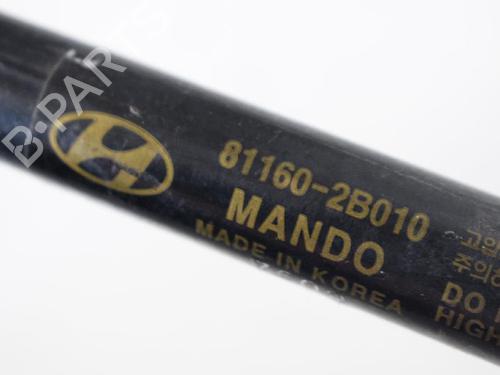 B-PARTS
81160-2B010
MANDO
MADE IN KOREA
DO
HIGH